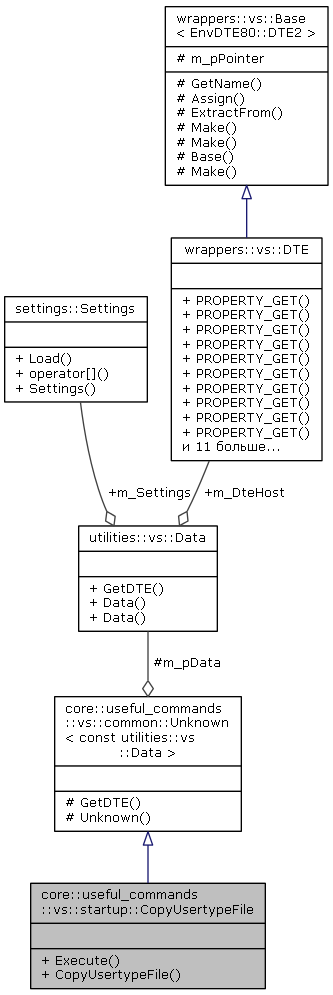 wrappers::vs::Base
< EnvDTE80::DTE2 >
# m_pPointer
# GetName()
# Assign()
# ExtractFrom()
# Make()
# Make()
# Base()
# Make()
wrappers::vs::DTE
+ PROPERTY_GET()
+ PROPERTY_GET()
+ PROPERTY_GET()
+ PROPERTY_GET()
+ PROPERTY_GET()
+ PROPERTY_GET()
+ PROPERTY_GET()
+ PROPERTY_GET()
+ PROPERTY_GET()
+ PROPERTY_GET()
и 11 больше...
settings::Settings
+ Load()
+ operator[]()
+ Settings()
+m_Settings
+m_DteHost
utilities::vs::Data
+ GetDTE()
+ Data()
+ Data()
#m_pData
core::useful_commands
::vs::common::Unknown
< const utilities::vs
::Data >
# GetDTE()
# Unknown()
core::useful_commands
::vs::startup::CopyUsertypeFile
+ Execute()
+ CopyUsertypeFile()